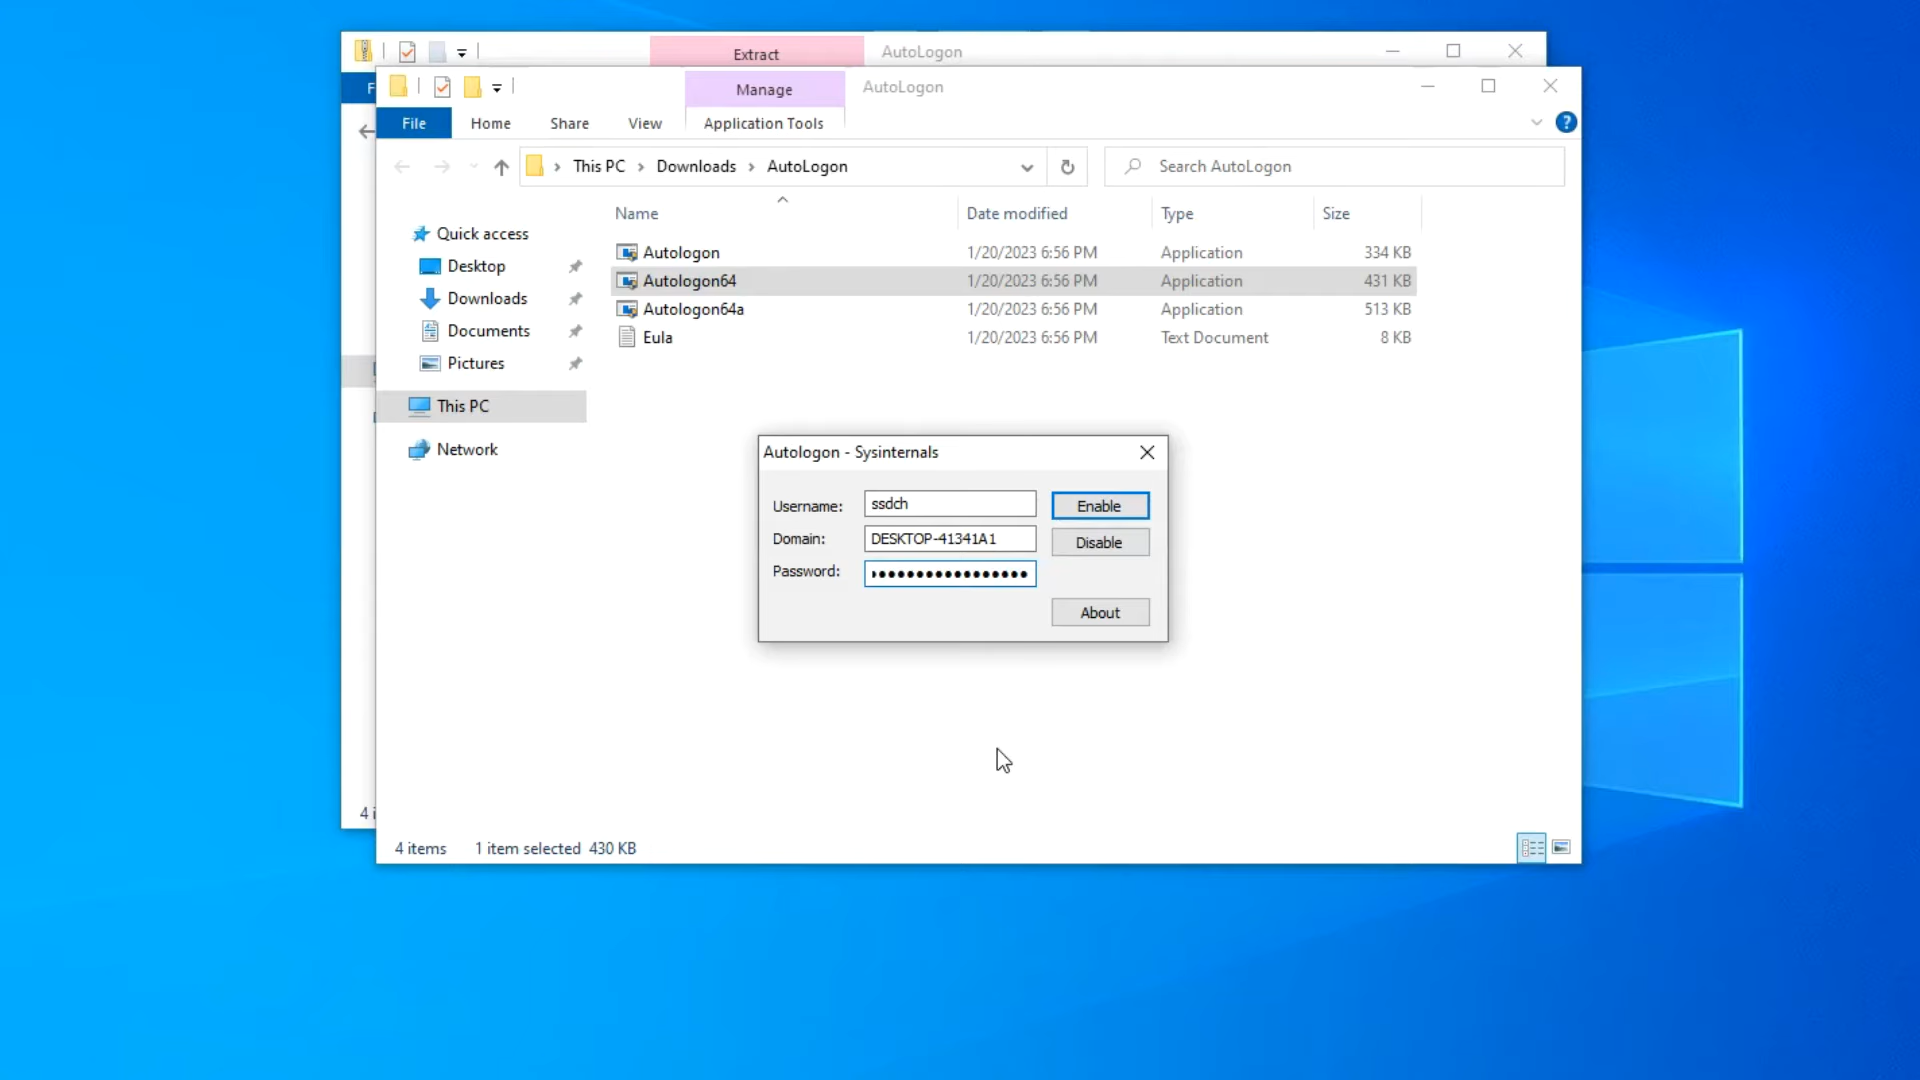 Extract
AutoLogon
F
Manage
AutoLogon
File
Home
Share
View
Application Tools
?
This PC
Downloads
AutoLogon
Search AutoLogon
Name
Date modified
Type
Size
Quick access
Desktop
Downloads
Documents
Pictures
This PC
Network
Autologon 1/20/2023 6:56 PM Application 334 KB
Autologon64 1/20/2023 6:56 PM Application 431 KB
Autologon64a 1/20/2023 6:56 PM Application 513 KB
Eula 1/20/2023 6:56 PM Text Document 8 KB
Autologon - Sysinternals
Username: ssdch Enable
Domain: DESKTOP-41341A1 Disable
Password:
About
4 i
4 items 1 item selected 430 KB